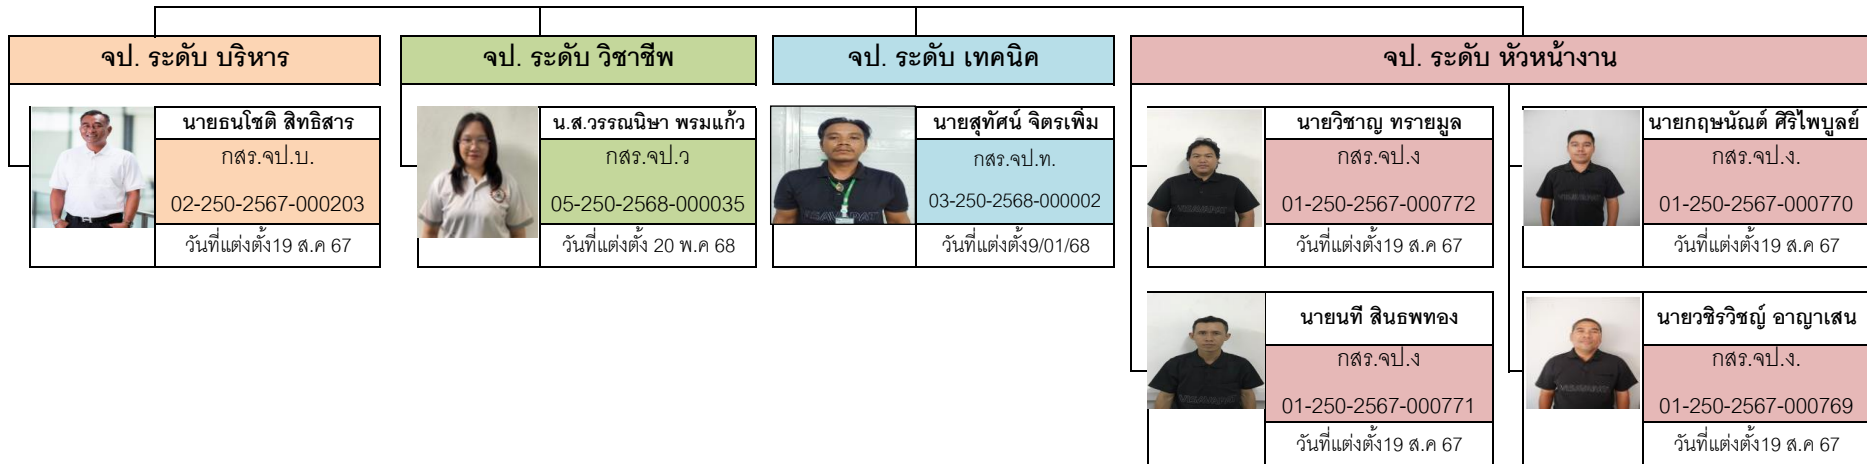 จป. ระดับ บริหาร
นายธนโชติ สิทธิสาร
กสร.จป.บ.
02-250-2567-000203
วันที่แต่งตั้ง19 ส.ค 67
จป. ระดับ วิชาชีพ
น.ส.วรรณนิษา พรมแก้ว
กสร.จป.ว
05-250-2568-000035
วันที่แต่งตั้ง 20 พ.ค 68
จป. ระดับ เทคนิค
นายสุทัศน์ จิตรเพิ่ม
กสร.จป.ท.
03-250-2568-000002
วันที่แต่งตั้ง9/01/68
จป. ระดับ หัวหน้างาน
นายวิชาญ ทรายมูล
กสร.จป.ง
01-250-2567-000772
วันที่แต่งตั้ง19 ส.ค 67
นายกฤษนัณต์ ศิริไพบูลย์
กสร.จป.ง.
01-250-2567-000770
วันที่แต่งตั้ง19 ส.ค 67
นายนที สินธพทอง
กสร.จป.ง
01-250-2567-000771
วันที่แต่งตั้ง19 ส.ค 67
นายวชิรวิชญ์ อาญาเสน
กสร.จป.ง.
01-250-2567-000769
วันที่แต่งตั้ง19 ส.ค 67